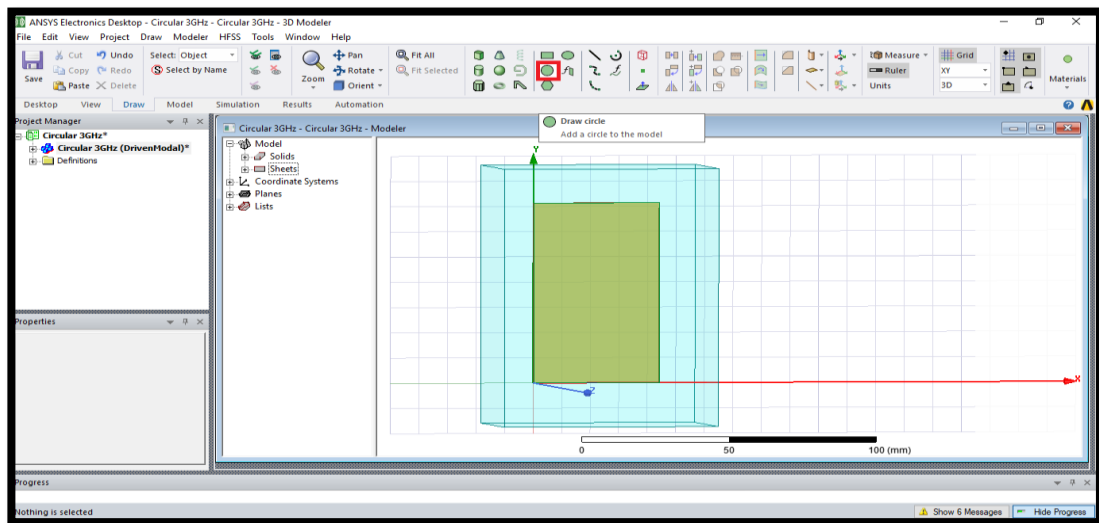 ANSYS Electronics Desktop - Circular 3GHz - Circular 3GHz - 3D Modeler
File Edit View Project Draw Modeler HFSS Tools Window Help
Save
Cut
Copy
Paste
Undo
Redo
Delete
Select: Object
Select by Name
Zoom
Pan
Rotate
Orient
Fit All
Fit Selected
Measure
Ruler
Units
Grid
XY
3D
Materials
Desktop View Draw Model Simulation Results Automation
Project Manager
Circular 3GHz*
Circular 3GHz (DrivenModal)*
Definitions
Properties
Circular 3GHz - Circular 3GHz - Modeler
Model
Solids
Sheets
Coordinate Systems
Planes
Lists
Draw circle
Add a circle to the model
Y
X
Z
0 50 100 (mm)
Progress
Nothing is selected
Show 6 Messages
Hide Progress